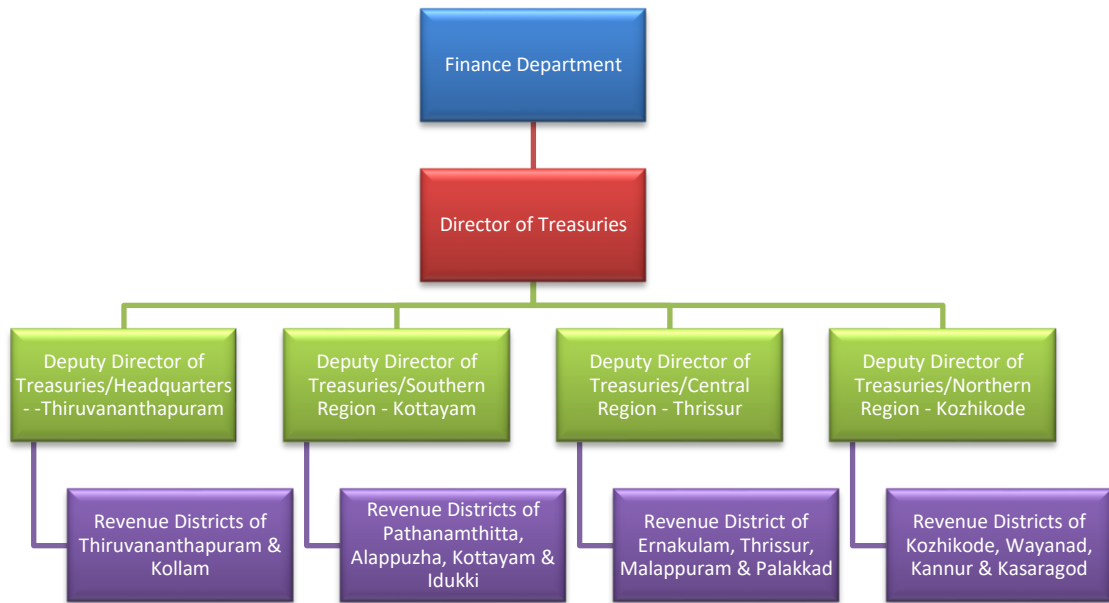 Finance Department
Director of Treasuries
Deputy Director of
Treasuries/Headquarters
- -Thiruvananthapuram
Deputy Director of
Treasuries/Southern
Region - Kottayam
Deputy Director of
Treasuries/Central
Region - Thrissur
Deputy Director of
Treasuries/Northern
Region - Kozhikode
Revenue Districts of
Thiruvananthapuram &
Kollam
Revenue Districts of
Pathanamthitta,
Alappuzha, Kottayam &
Idukki
Revenue District of
Ernakulam, Thrissur,
Malappuram & Palakkad
Revenue Districts of
Kozhikode, Wayanad,
Kannur & Kasaragod